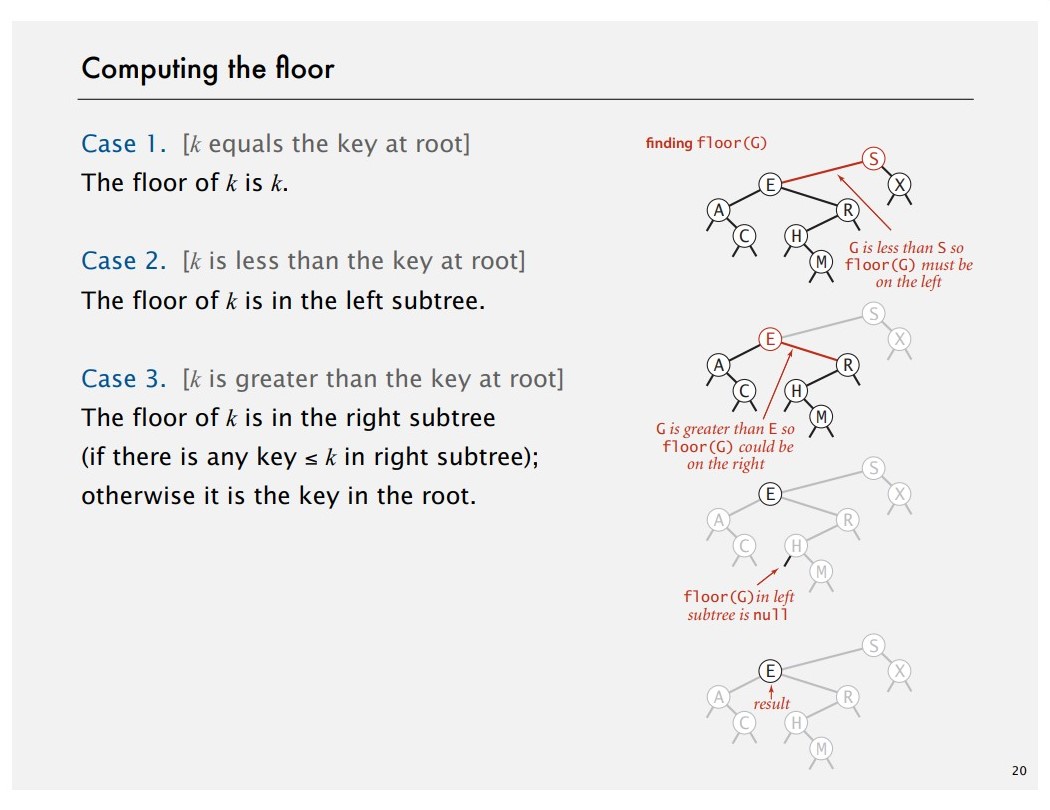 Computing the floor
Case 1. [k equals the key at root]
The floor of k is k.
Case 2. [k is less than the key at root]
The floor of k is in the left subtree.
Case 3. [k is greater than the key at root]
The floor of k is in the right subtree
(if there is any key ≤ k in right subtree);
otherwise it is the key in the root.
finding floor(G)
S
E X
A R
C H
M
G is less than S so
floor(G) must be
on the left
S
E X
A R
C H
M
G is greater than E so
floor(G) could be
on the right
S
E X
A R
C H
M
floor(G)in left
subtree is null
S
E X
A R
result
C H
M
20